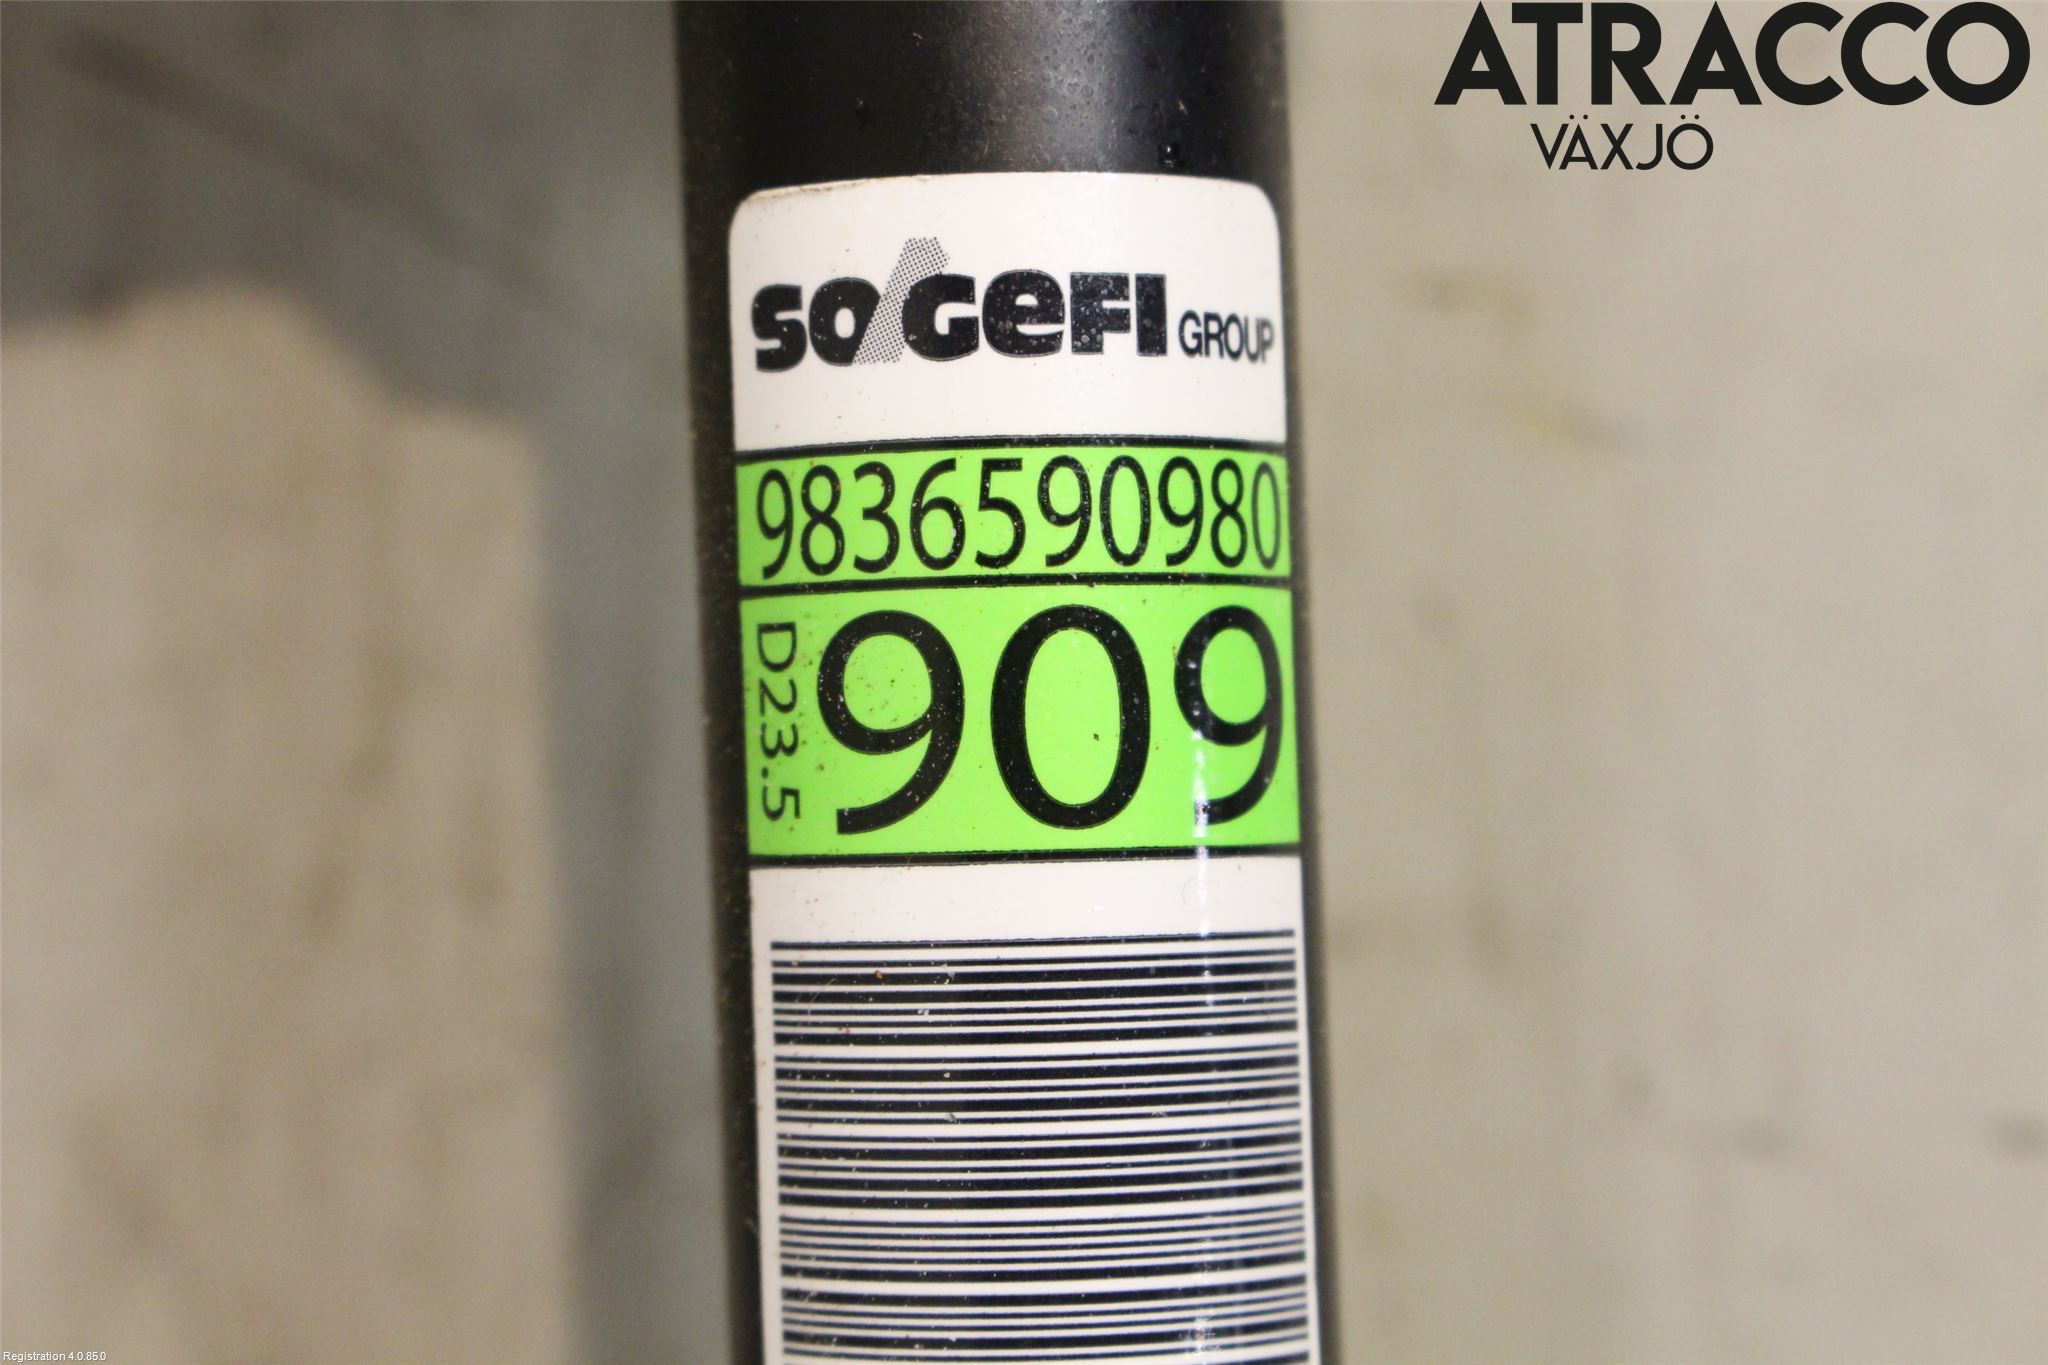 ATRACCO
VÄXJÖ
SOGEFI GROUP
9836590980
D23.5
909
Registration 4.0.85.0